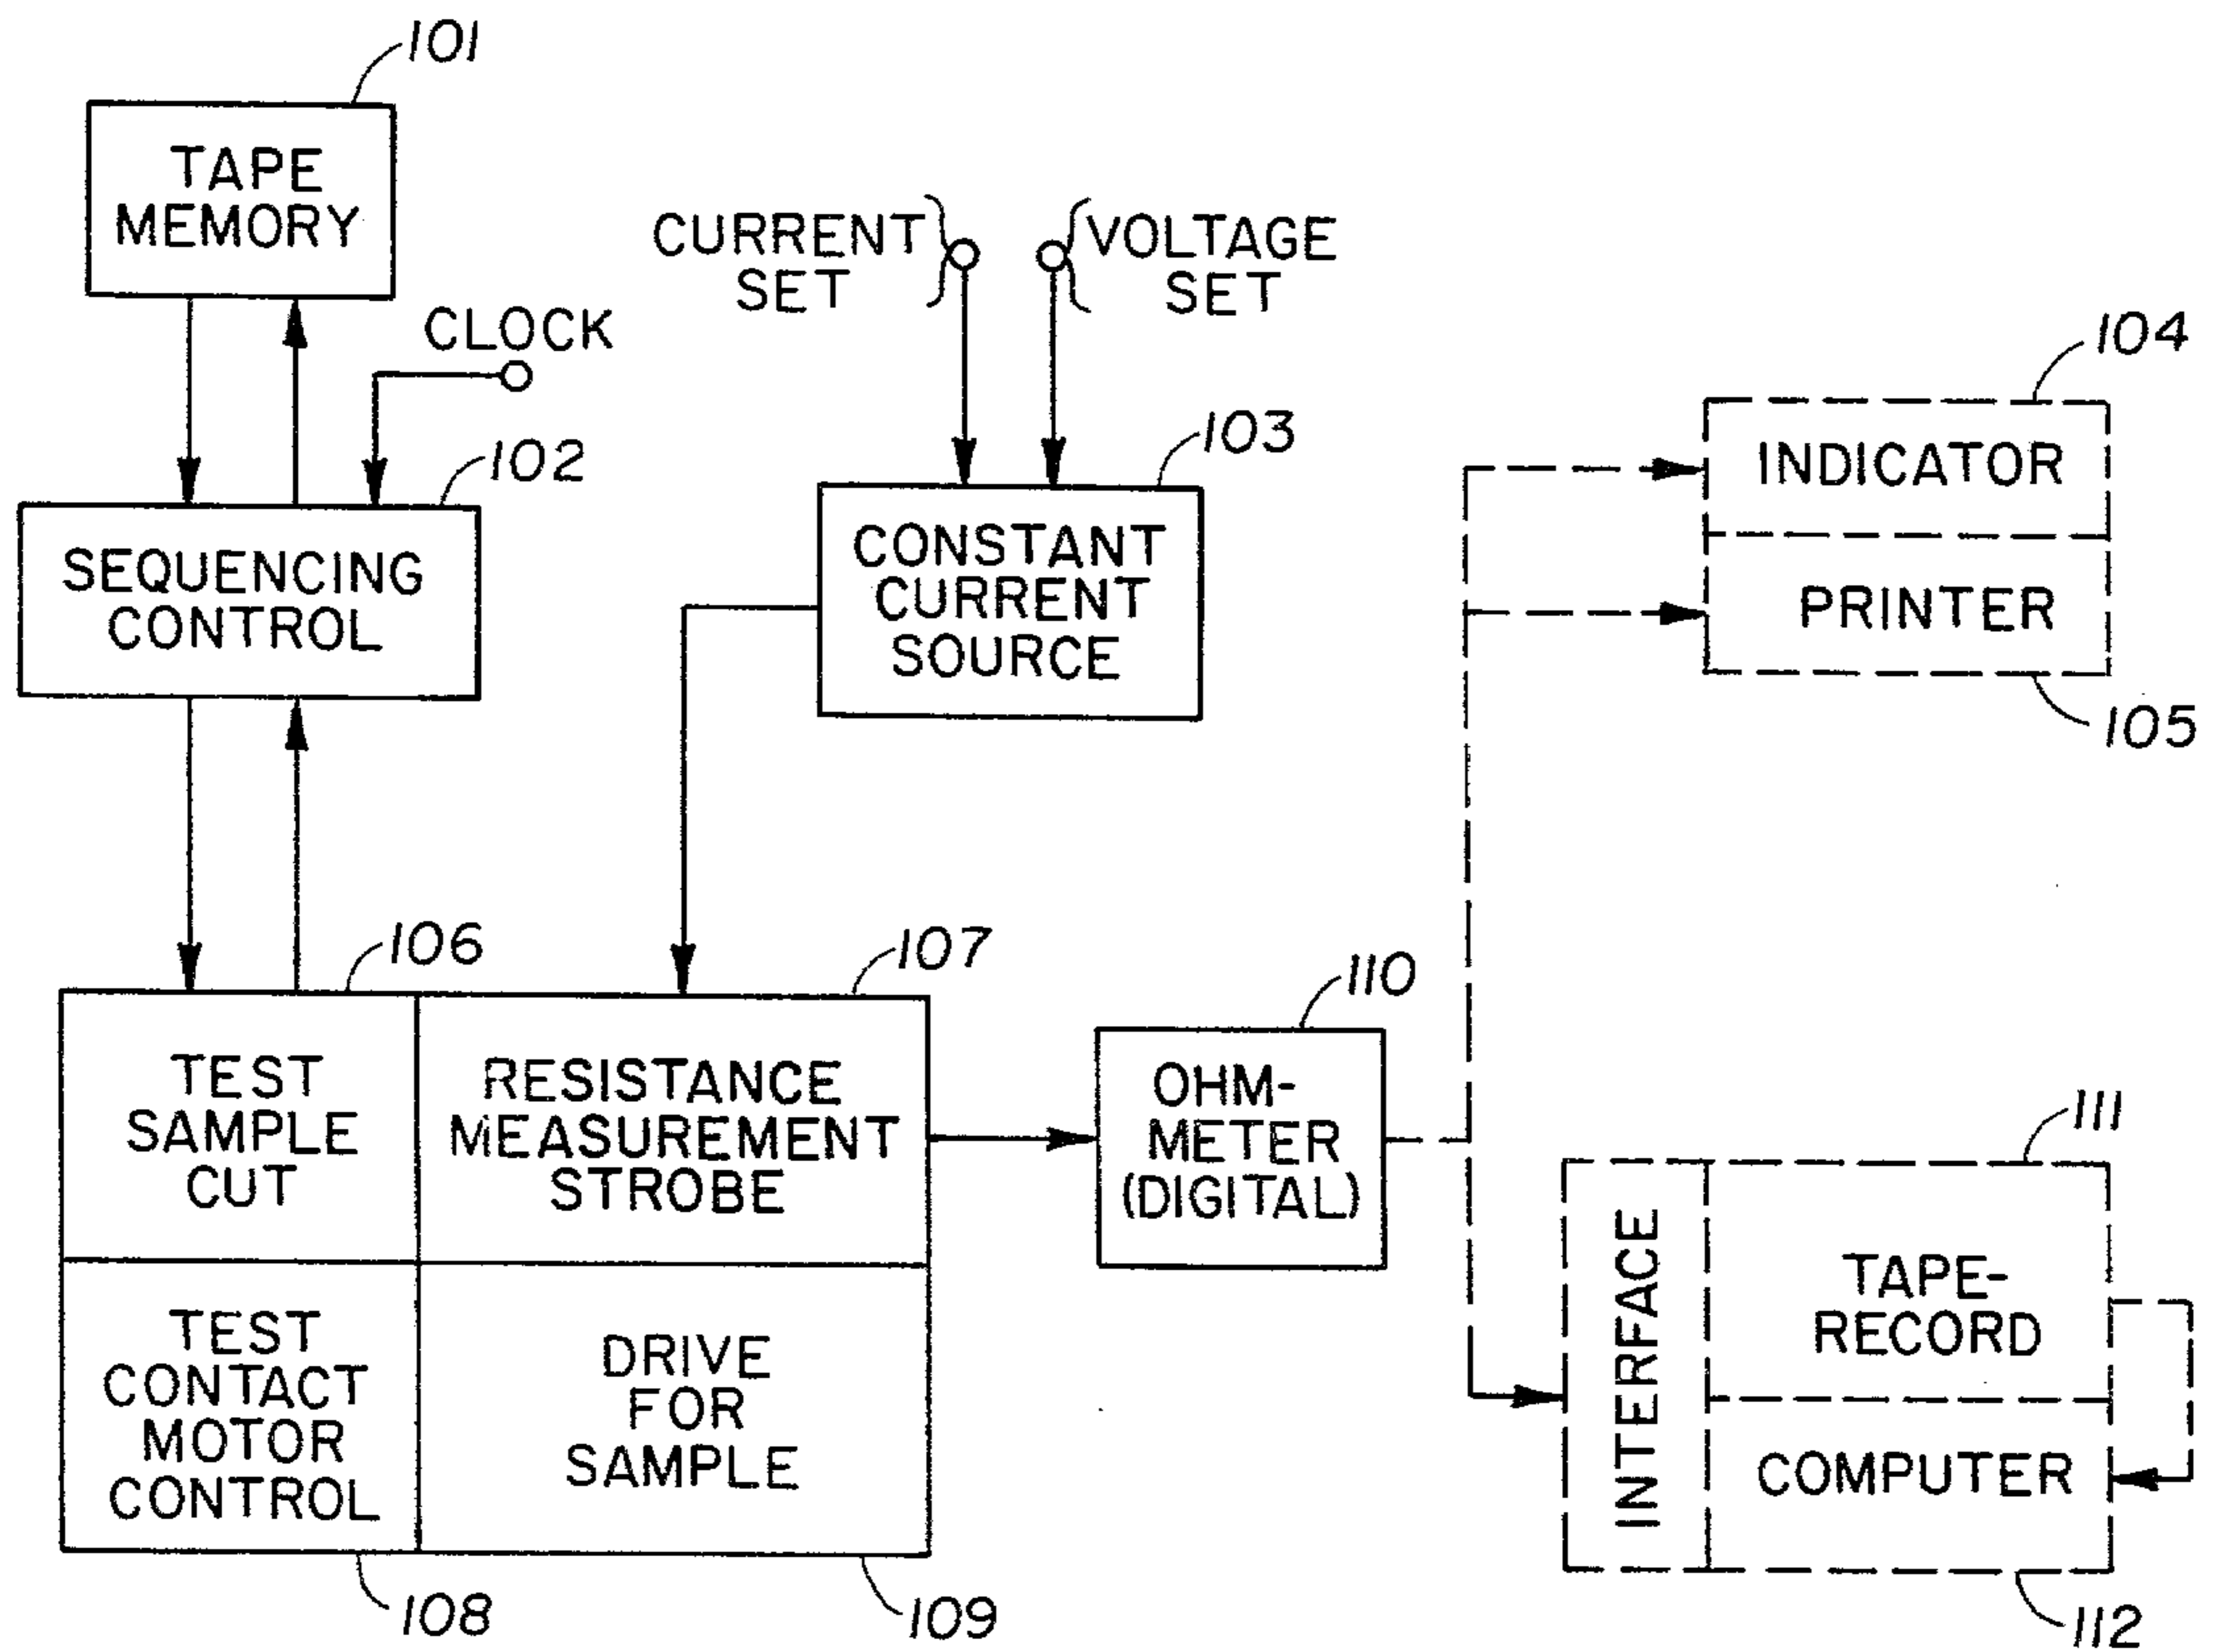 101
TAPE
MEMORY
CLOCK
102
SEQUENCING
CONTROL
CURRENT
SET
VOLTAGE
SET
103
CONSTANT
CURRENT
SOURCE
104
INDICATOR
PRINTER
105
106
TEST
SAMPLE
CUT
107
RESISTANCE
MEASUREMENT
STROBE
TEST
CONTACT
MOTOR
CONTROL
108
DRIVE
FOR
SAMPLE
109
110
OHM-
METER
(DIGITAL)
111
INTERFACE
TAPE-
RECORD
COMPUTER
112